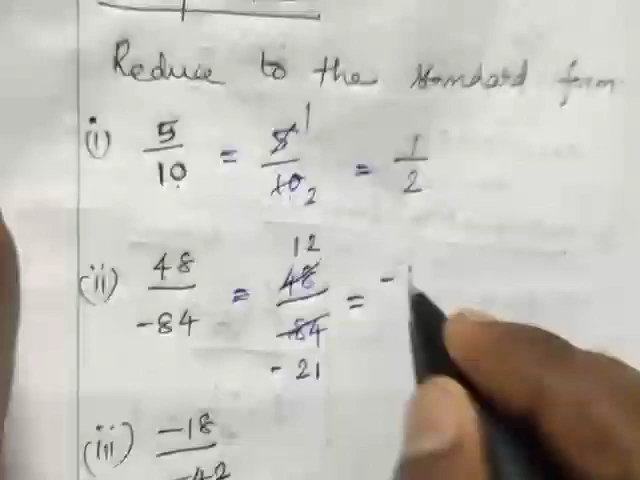 Reduce to the standard form
(i) 5/10 = 5/10 1 2 = 1/2
(ii) 48/-84 = 48/-84 12 -21 = -
(iii) -18/-42